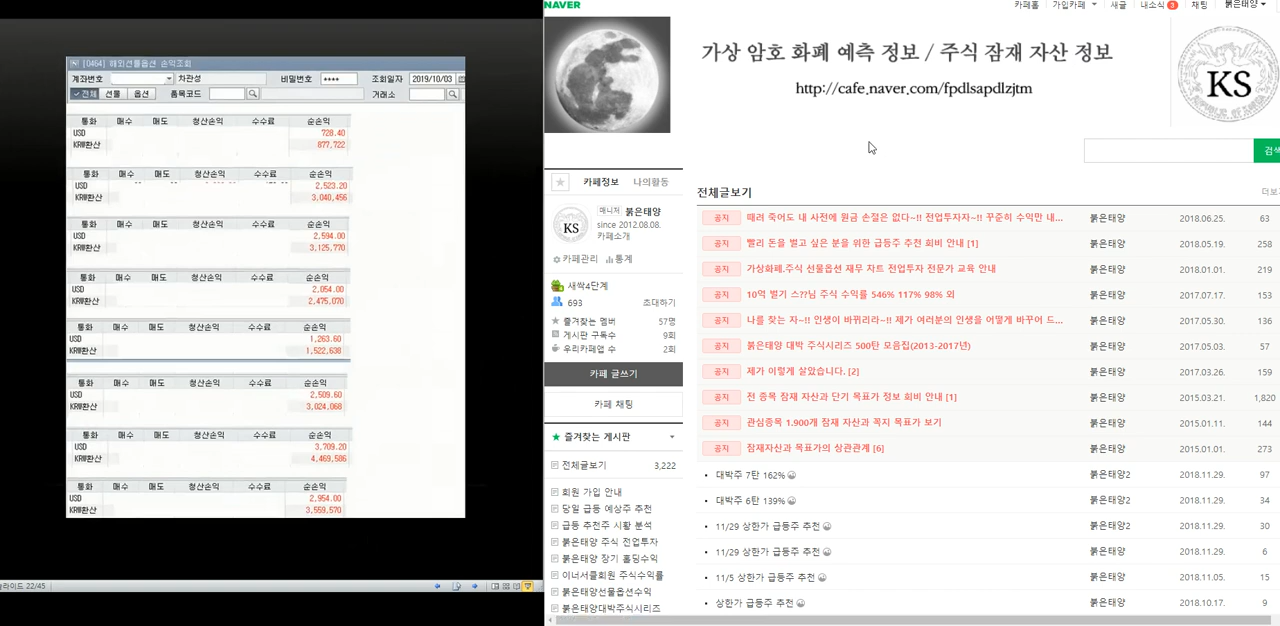 [0464] 해외선물옵션 손익조회
계좌번호 차관성 비밀번호 **** 조회일자 2019/10/03
전체 선물 옵션 품목코드 거래소
통화 매수 매도 청산손익 수수료 순손익
USD 728.40
KRW환산 877,722
통화 매수 매도 청산손익 수수료 순손익
USD 2,523.20
KRW환산 3,040,456
통화 매수 매도 청산손익 수수료 순손익
USD 2,594.00
KRW환산 3,125,770
통화 매수 매도 청산손익 수수료 순손익
USD 2,054.00
KRW환산 2,475,070
통화 매수 매도 청산손익 수수료 순손익
USD 1,263.60
KRW환산 1,522,638
통화 매수 매도 청산손익 수수료 순손익
USD 2,509.60
KRW환산 3,024,068
통화 매수 매도 청산손익 수수료 순손익
USD 3,709.20
KRW환산 4,469,586
통화 매수 매도 청산손익 수수료 순손익
USD 2,954.00
KRW환산 3,559,570
라이드 22/45
NAVER
카페홈 가입카페 새글 내소식 3 채팅 붉은태양
가상 암호 화폐 예측 정보 / 주식 잠재 자산 정보
http://cafe.naver.com/fpdlsapdlzjtm
KS
카페정보 나의활동
KS
매니저 붉은태양
since 2012.08.08.
카페소개
카페관리 통계
새싹4단계
693 초대하기
즐겨찾는 멤버 57명
게시판 구독수 9회
우리카페앱 수 2회
카페 글쓰기
카페 채팅
즐겨찾는 게시판
전체글보기 3,222
회원 가입 안내
당일 급등 예상주 추천
급등 추천주 시황 분석
붉은태양 주식 전업투자
붉은태양 장기 홀딩수익
이너서클회원 주식수익률
붉은태양선물옵션수익
붉은태양대박주식시리즈
전체글보기 더보
공지 때려 죽어도 내 사전에 원금 손절은 없다~!! 전업투자자~!! 꾸준히 수익만 내... 붉은태양 2018.06.25. 63
공지 빨리 돈을 벌고 싶은 분을 위한 급등주 추천 회비 안내 [1] 붉은태양 2018.05.19. 258
공지 가상화폐.주식 선물옵션 재무 차트 전업투자 전문가 교육 안내 붉은태양 2018.01.01. 219
공지 10억 벌기 스??님 주식 수익률 546% 117% 98% 외 붉은태양 2017.07.17. 153
공지 나를 찾는 자~!! 인생이 바뀌리라~!! 제가 여러분의 인생을 어떻게 바꾸어 드... 붉은태양 2017.05.30. 136
공지 붉은태양 대박 주식시리즈 500탄 모음집(2013-2017년) 붉은태양 2017.05.03. 57
공지 제가 이렇게 살았습니다. [2] 붉은태양 2017.03.26. 159
공지 전 종목 잠재 자산과 단기 목표가 정보 회비 안내 [1] 붉은태양 2015.03.21. 1,820
공지 관심종목 1.900개 잠재 자산과 꼭지 목표가 보기 붉은태양 2015.01.11. 144
공지 잠재자산과 목표가의 상관관계 [6] 붉은태양 2015.01.01. 273
대박주 7탄 162% 붉은태양2 2018.11.29. 97
대박주 6탄 139% 붉은태양2 2018.11.29. 34
11/29 상한가 급등주 추천 붉은태양2 2018.11.29. 30
11/29 상한가 급등주 추천 붉은태양 2018.11.29. 6
11/5 상한가 급등주 추천 붉은태양 2018.11.05. 15
상한가 급등주 추천 붉은태양 2018.10.17. 9